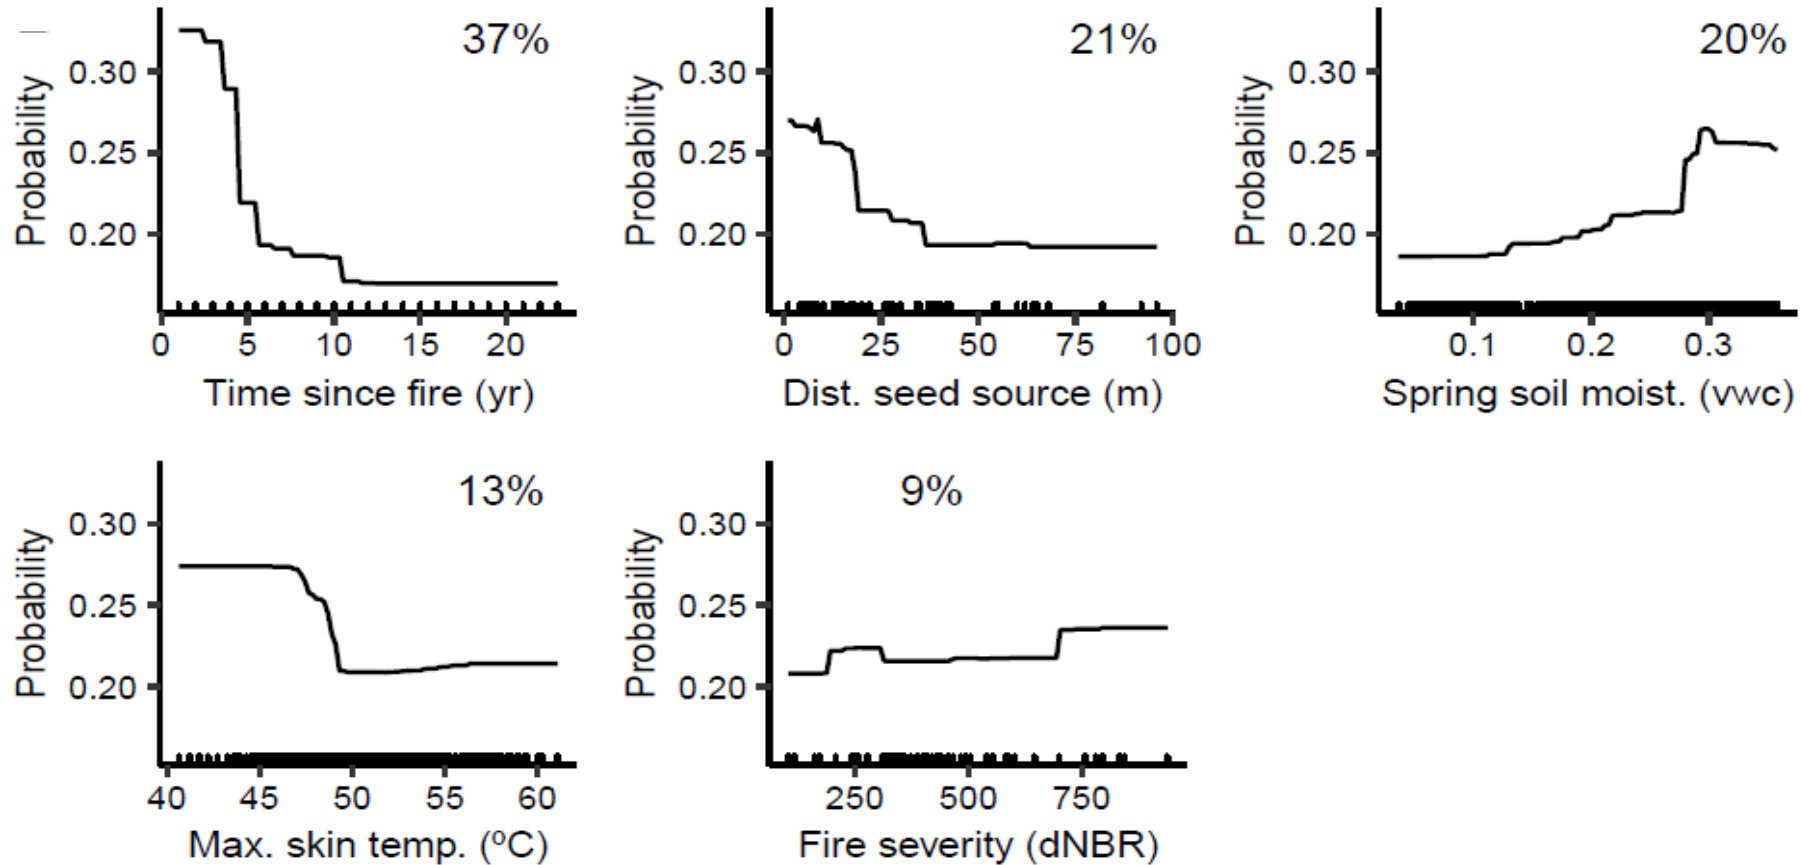 37%
Probability
0.30
0.25
0.20
0 5 10 15 20
Time since fire (yr)
21%
Probability
0.30
0.25
0.20
0 25 50 75 100
Dist. seed source (m)
20%
Probability
0.30
0.25
0.20
0.1 0.2 0.3
Spring soil moist. (vwc)
13%
Probability
0.30
0.25
0.20
40 45 50 55 60
Max. skin temp. (ºC)
9%
Probability
0.30
0.25
0.20
250 500 750
Fire severity (dNBR)